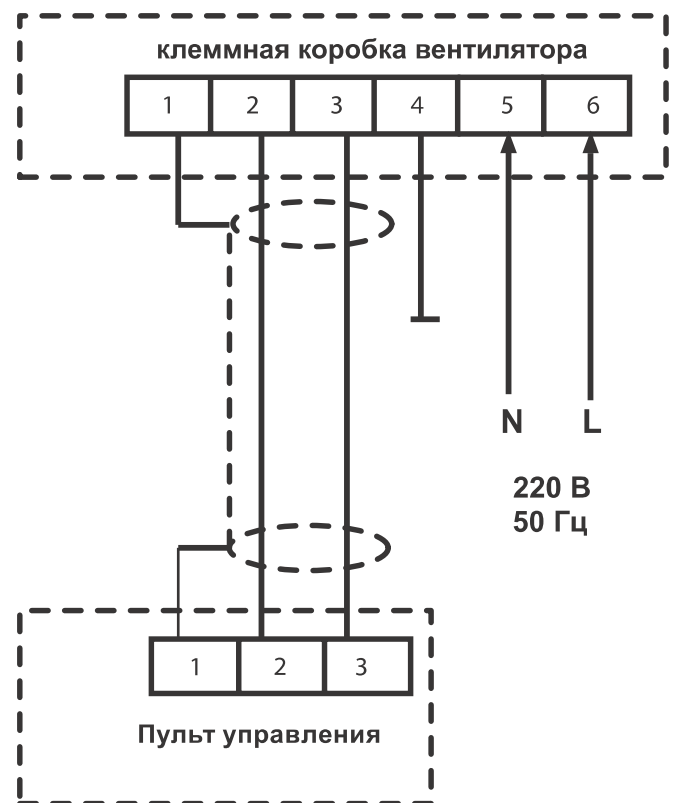 клеммная коробка вентилятора
1 2 3 4 5 6
N L
220 В
50 Гц
1 2 3
Пульт управления